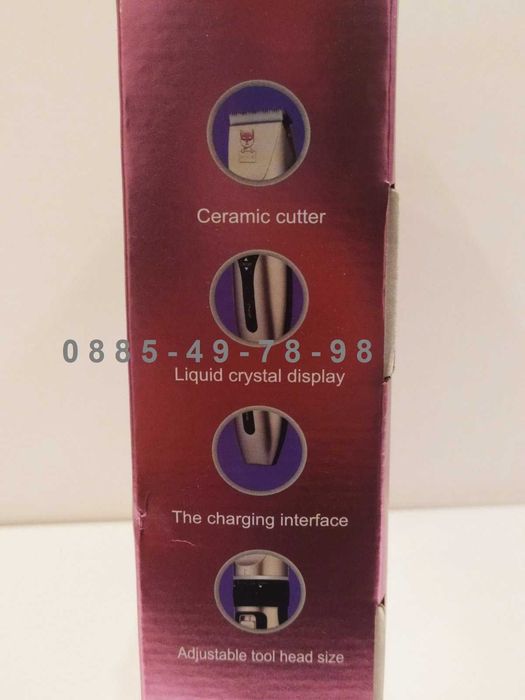 Ceramic cutter
0885-49-78-98
Liquid crystal display
The charging interface
Adjustable tool head size